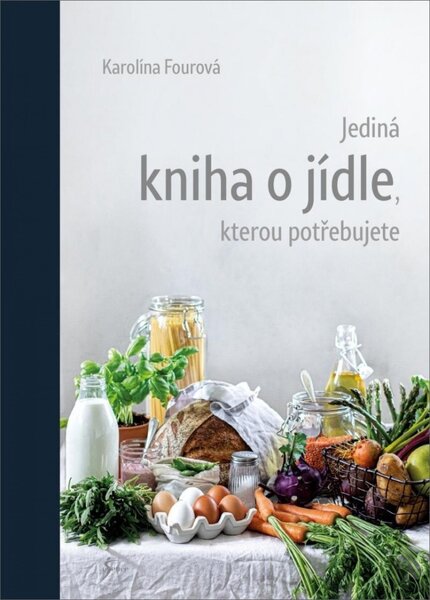 Karolína Fourová
Jediná
kniha o jídle,
kterou potřebujete